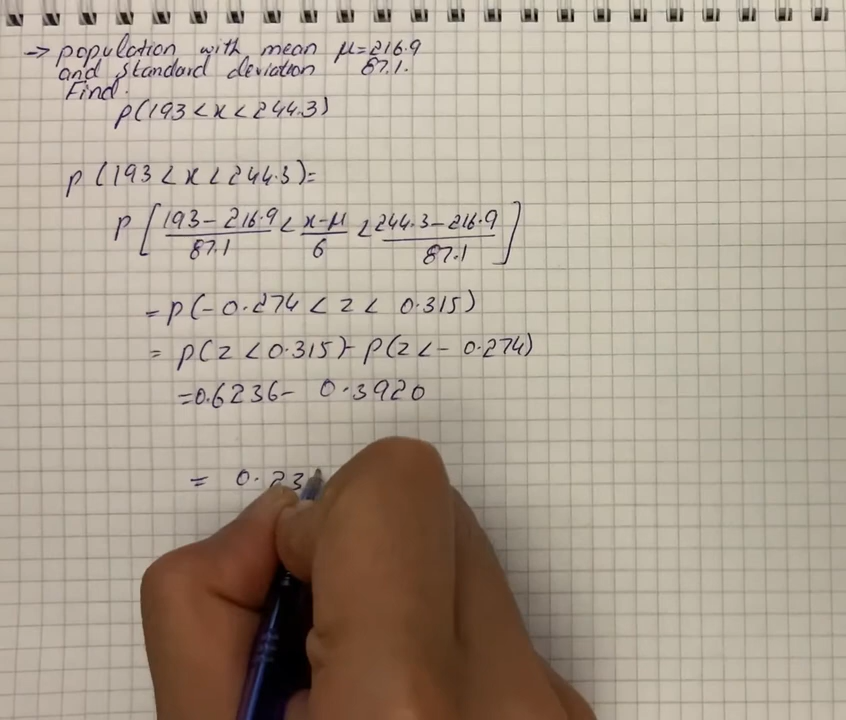 → population with mean μ=216.9
and standard deviation 87.1.
Find.
P(193<x<244.3)
P(193<x<244.3)=
P[193-216.9/87.1<x-μ/6<244.3-216.9/87.1]
=P(-0.274<z<0.315)
=P(z<0.315)-P(z<-0.274)
=0.6236-0.3920
=0.23